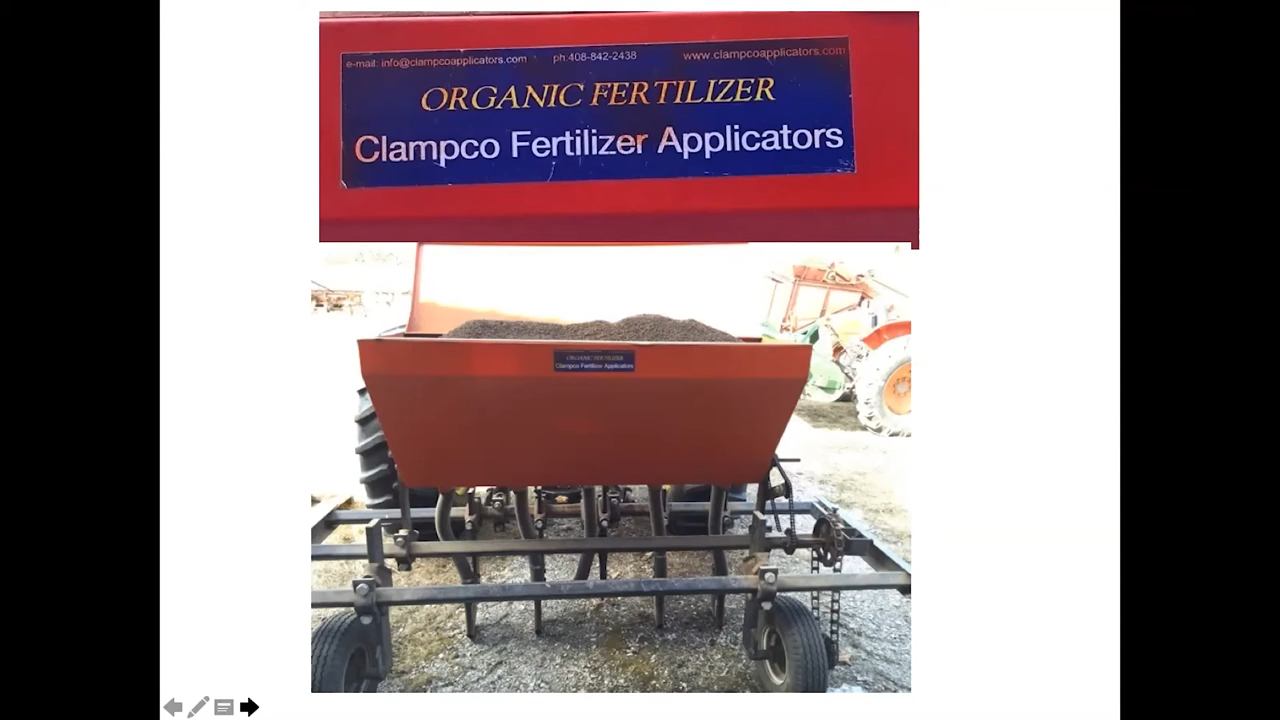 e-mail: info@clampcoapplicators.com ph:408-842-2438 www.clampcoapplicators.com
ORGANIC FERTILIZER
Clampco Fertilizer Applicators
ORGANIC FERTILIZER
Clampco Fertilizer Applicators